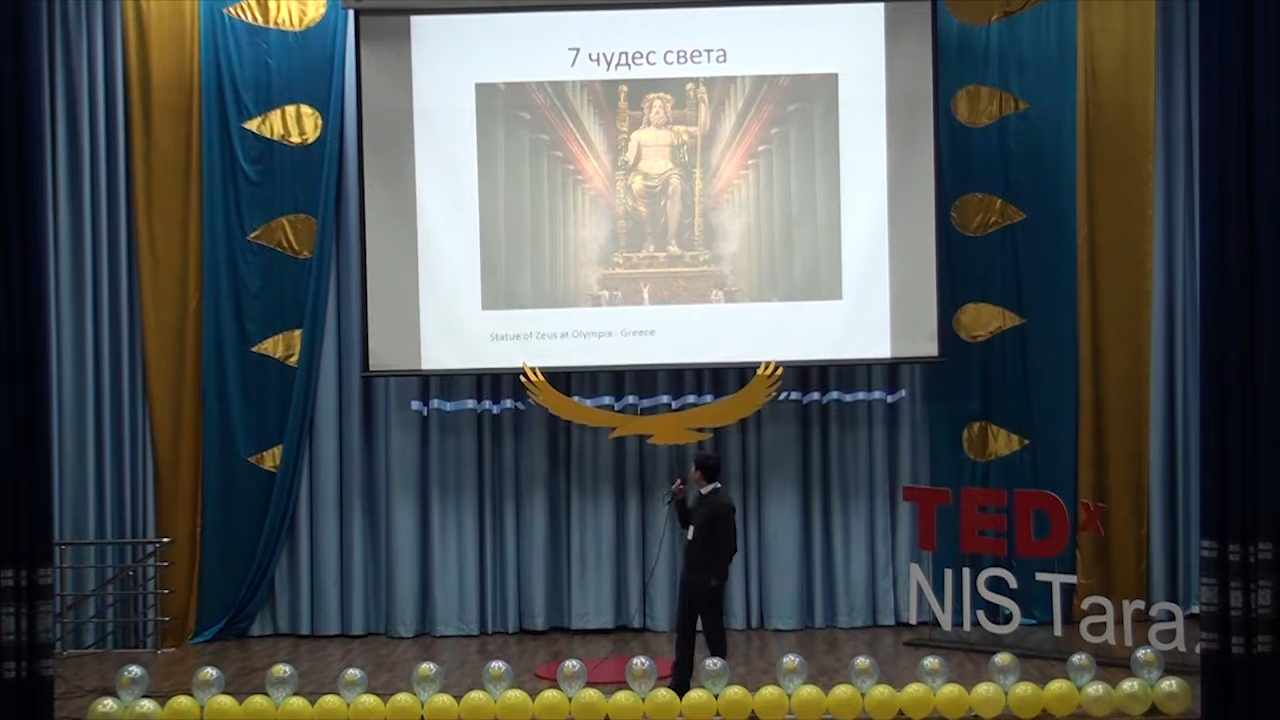 7 чудес света
Statue of Zeus at Olympia - Greece
TEDx
NIS Tara